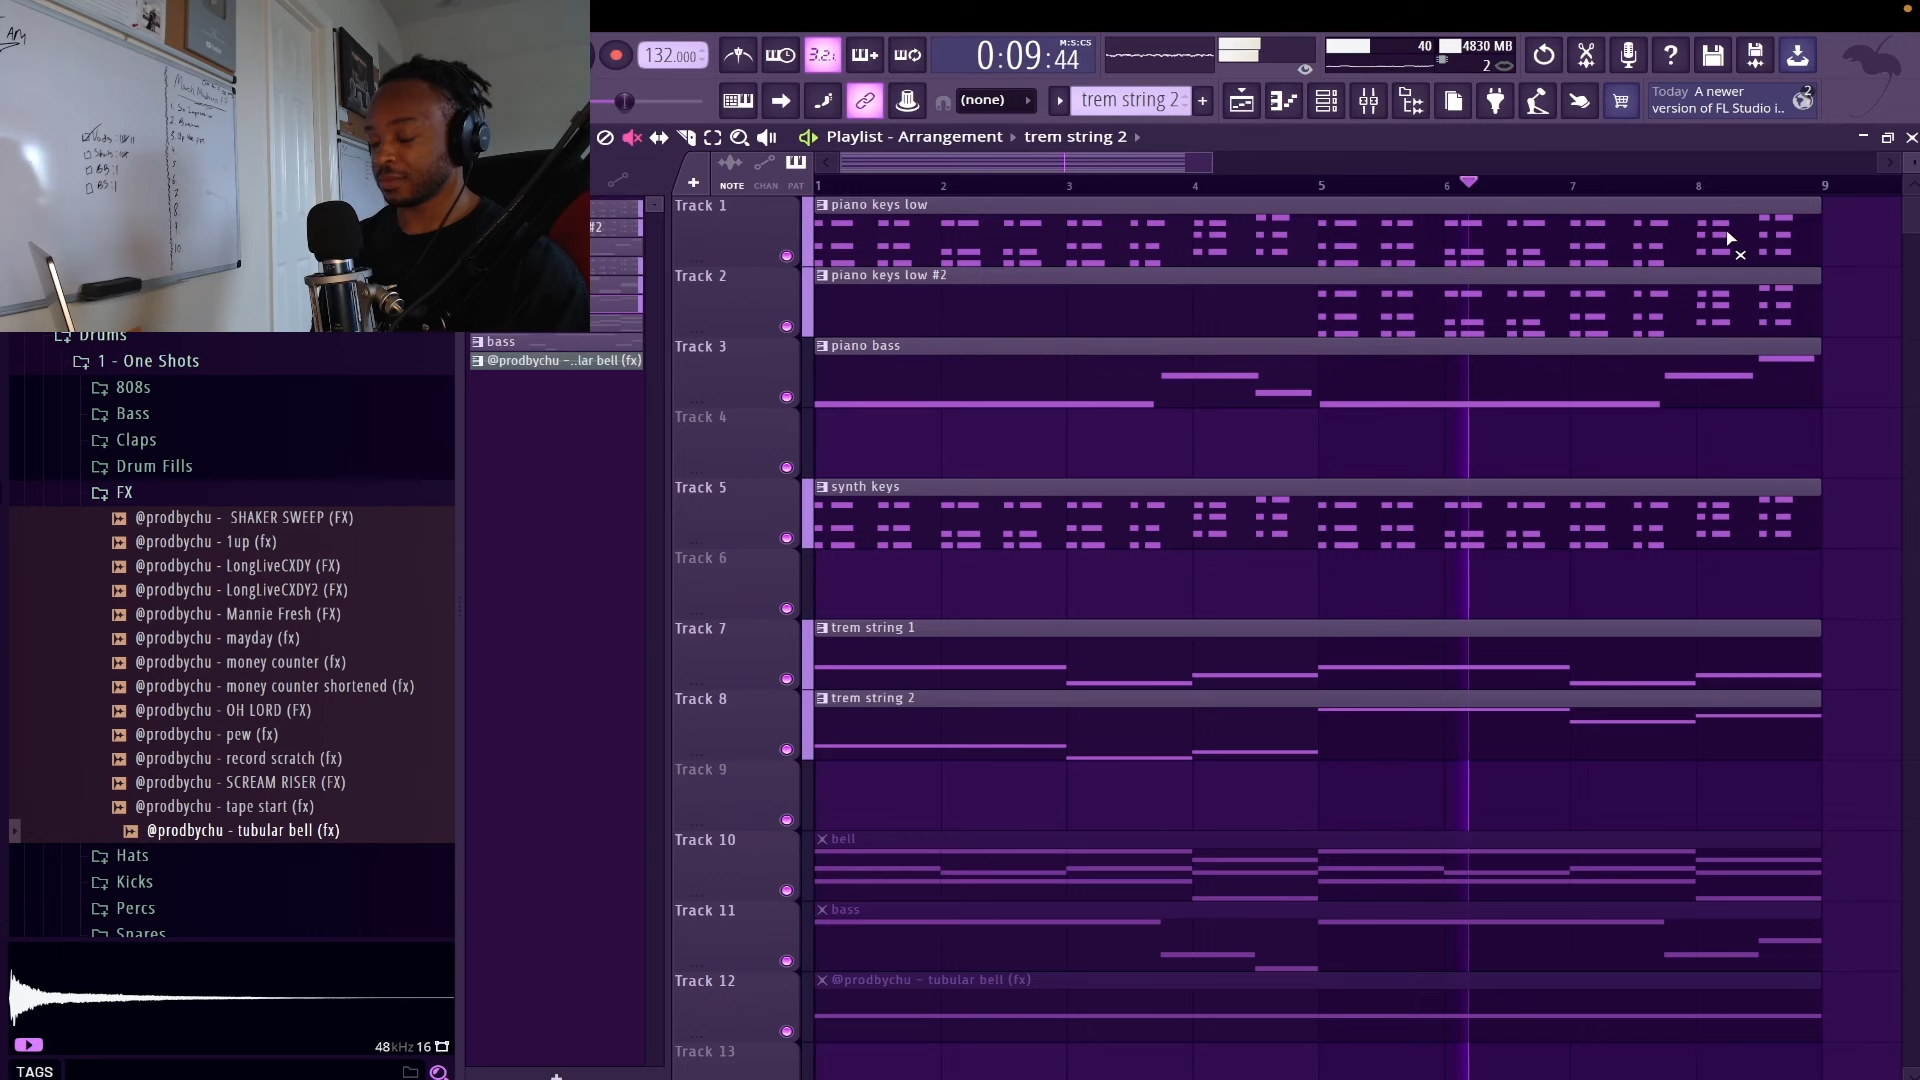 132.000
3.2.1
0:09:44
M:S:CS
40
4830 MB
2
(none)
trem string 2
Today A newer
version of FL Studio i..
2
Playlist - Arrangement
trem string 2
NOTE
CHAN
PAT
1
2
3
4
5
6
7
8
9
#2
bass
@prodbychu -..lar bell (fx)
Drums
1 - One Shots
808s
Bass
Claps
Drum Fills
FX
@prodbychu - SHAKER SWEEP (FX)
@prodbychu - 1up (fx)
@prodbychu - LongLiveCXDY (FX)
@prodbychu - LongLiveCXDY2 (FX)
@prodbychu - Mannie Fresh (FX)
@prodbychu - mayday (fx)
@prodbychu - money counter (fx)
@prodbychu - money counter shortened (fx)
@prodbychu - OH LORD (FX)
@prodbychu - pew (fx)
@prodbychu - record scratch (fx)
@prodbychu - SCREAM RISER (FX)
@prodbychu - tape start (fx)
@prodbychu - tubular bell (fx)
Hats
Kicks
Percs
Snares
48kHz 16
TAGS
Track 1
piano keys low
Track 2
piano keys low #2
Track 3
piano bass
Track 4
Track 5
synth keys
Track 6
Track 7
trem string 1
Track 8
trem string 2
Track 9
Track 10
bell
Track 11
bass
Track 12
@prodbychu - tubular bell (fx)
Track 13